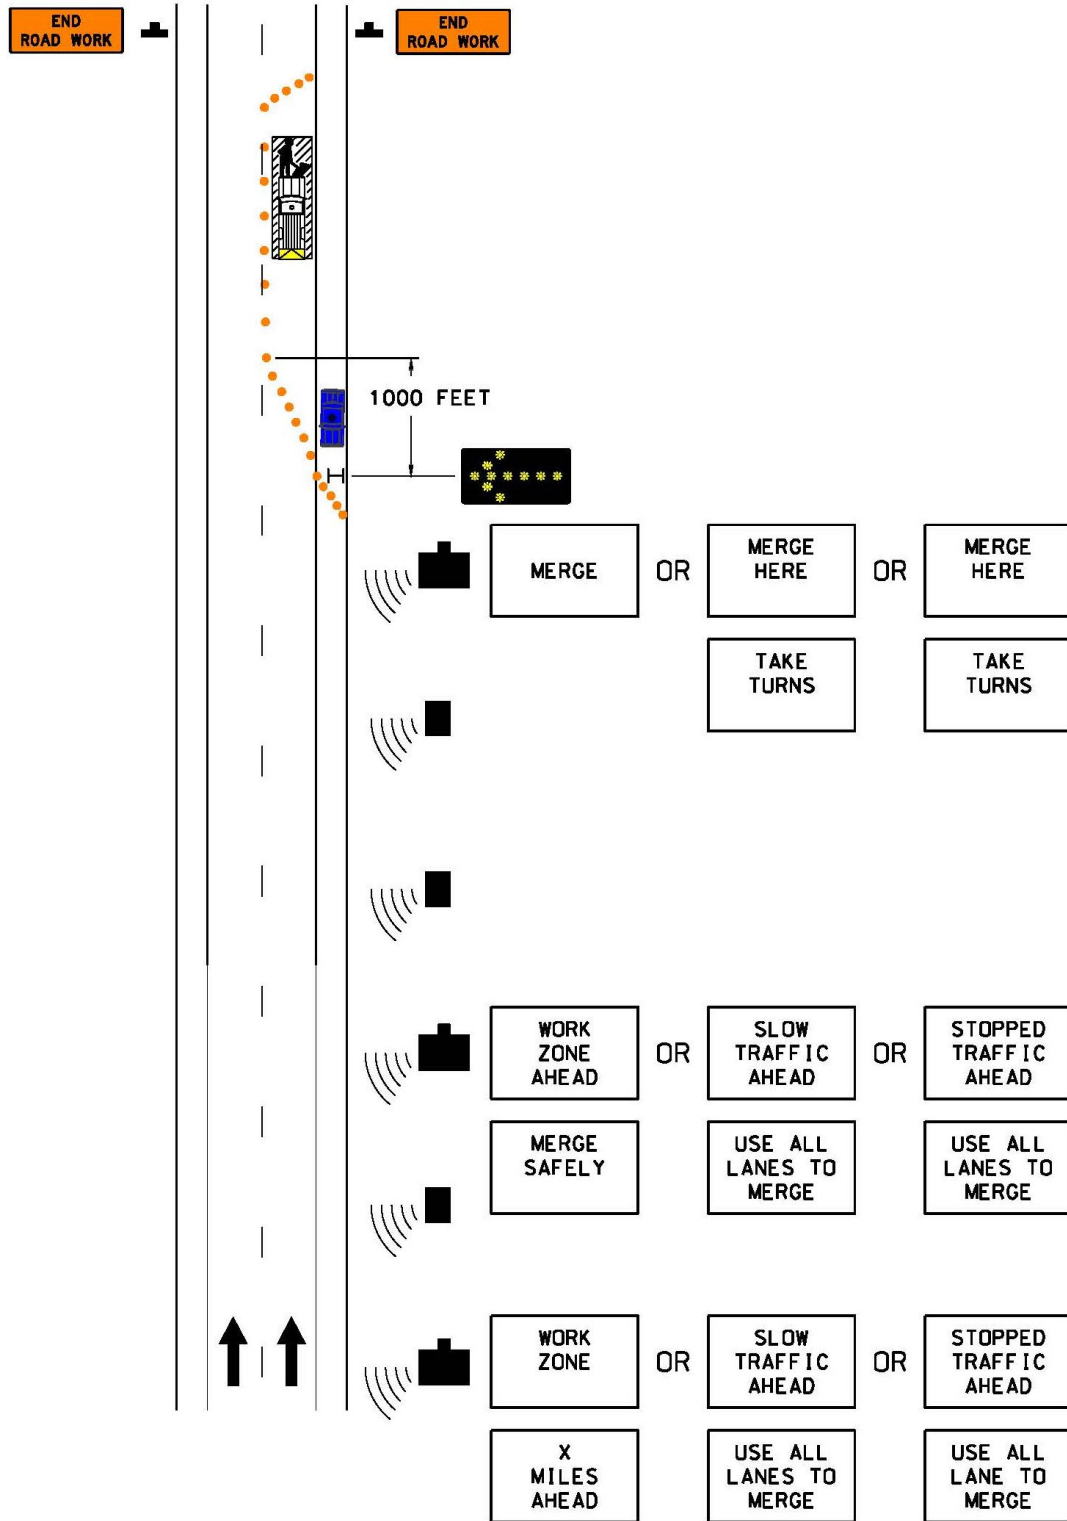 END
ROAD WORK
END
ROAD WORK
1000 FEET
MERGE
OR
MERGE
HERE
OR
MERGE
HERE
TAKE
TURNS
TAKE
TURNS
WORK
ZONE
AHEAD
OR
SLOW
TRAFFIC
AHEAD
OR
STOPPED
TRAFFIC
AHEAD
MERGE
SAFELY
USE ALL
LANES TO
MERGE
USE ALL
LANES TO
MERGE
WORK
ZONE
OR
SLOW
TRAFFIC
AHEAD
OR
STOPPED
TRAFFIC
AHEAD
X
MILES
AHEAD
USE ALL
LANES TO
MERGE
USE ALL
LANE TO
MERGE